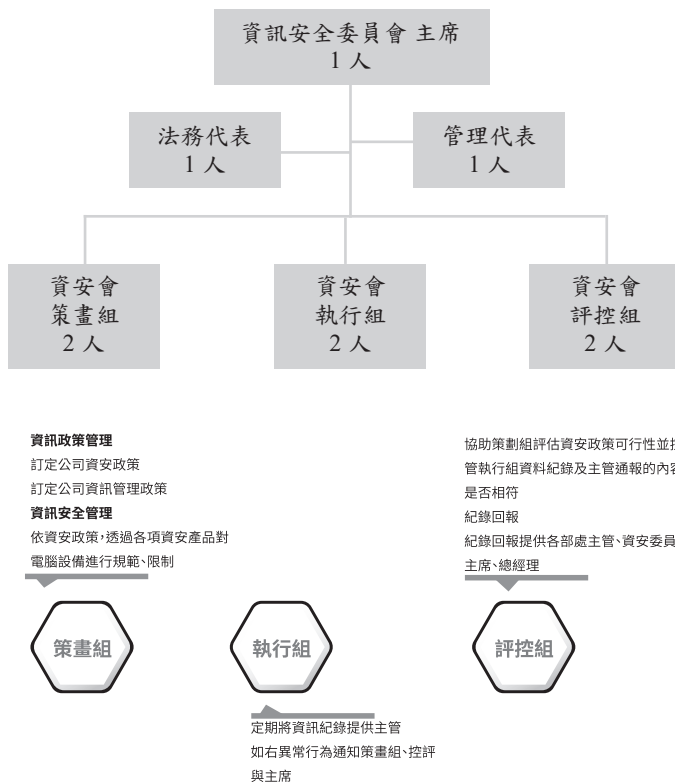 資訊安全委員會 主席
1 人
法務代表
1 人
管理代表
1 人
資安會
策畫組
2 人
資安會
執行組
2 人
資安會
評控組
2 人
資訊政策管理
訂定公司資安政策
訂定公司資訊管理政策
資訊安全管理
依資安政策,透過各項資安產品對
電腦設備進行規範、限制
策畫組
執行組
定期將資訊紀錄提供主管
如右異常行為通知策畫組、控評
與主席
協助策劃組評估資安政策可行性並
管執行組資料紀錄及主管通報的內容
是否相符
紀錄回報
紀錄回報提供各部處主管、資安委員
主席、總經理
評控組